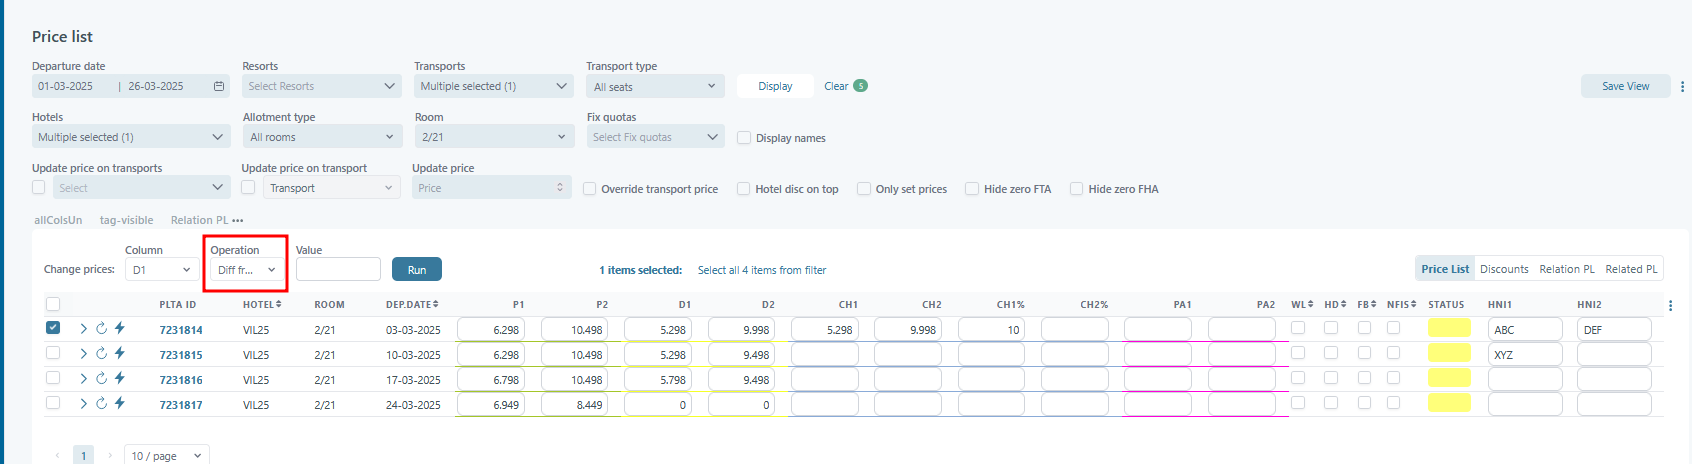 Price list
Departure date Resorts Transports Transport type
01-03-2025 | 26-03-2025 Select Resorts Multiple selected (1) All seats Display Clear 5 Save View
Hotels Allotment type Room Fix quotas
Multiple selected (1) All rooms 2/21 Select Fix quotas Display names
Update price on transports Update price on transport Update price
Select Transport Price Override transport price Hotel disc on top Only set prices Hide zero FTA Hide zero FHA
allColsUn tag-visible Relation PL •••
Column Operation Value
Change prices: D1 Diff fr... Run 1 items selected: Select all 4 items from filter Price List Discounts Relation PL Related PL
PLTA ID HOTEL ROOM DEP.DATE P1 P2 D1 D2 CH1 CH2 CH1% CH2% PA1 PA2 WL HD FB NFIS STATUS HNI1 HNI2
7231814 VIL25 2/21 03-03-2025 6.298 10.498 5.298 9.998 5.298 9.998 10 ABC DEF
7231815 VIL25 2/21 10-03-2025 6.298 10.498 5.298 9.498 XYZ
7231816 VIL25 2/21 17-03-2025 6.798 10.498 5.798 9.498
7231817 VIL25 2/21 24-03-2025 6.949 8.449 0 0
1 10 / page